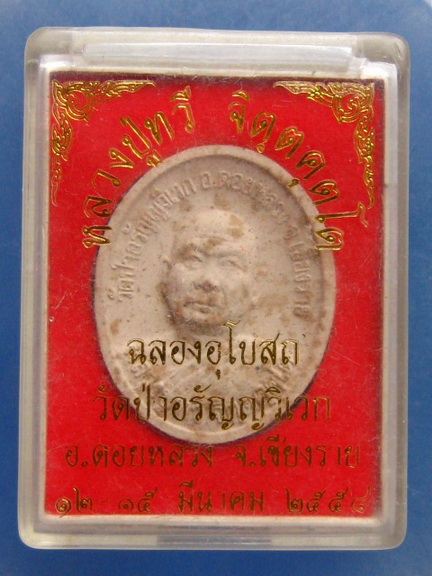 หลวงปู่ทวี จิตฺตคุตฺโต
วัดป่าอรัญญวิเวก อ.ดอยหลวง จ.เชียงราย
ฉลองอุโบสถ
วัดป่าอรัญญวิเวก
อ.ดอยหลวง จ.เชียงราย
๑๒ - ๑๕ มีนาคม ๒๕๕๘